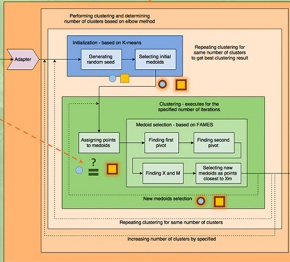 Performing clustering and determining
number of clusters based on elbow method
Adapter
Initialization - based on K-means
Generating
random seed
Selecting initial
medoids
Repeating clustering for
same number of clusters
to get best clustering result
Clustering - executes for the
specified number of iterations
Medoid selection - based on FAMES
Assigning points
to medoids
Finding first
pivot
Finding second
pivot
?
=
Finding X and M
Selecting new
medoids as points
closest to Xm
New medoids selection
Repeating clustering for same number of clusters
Increasing number of clusters by specified